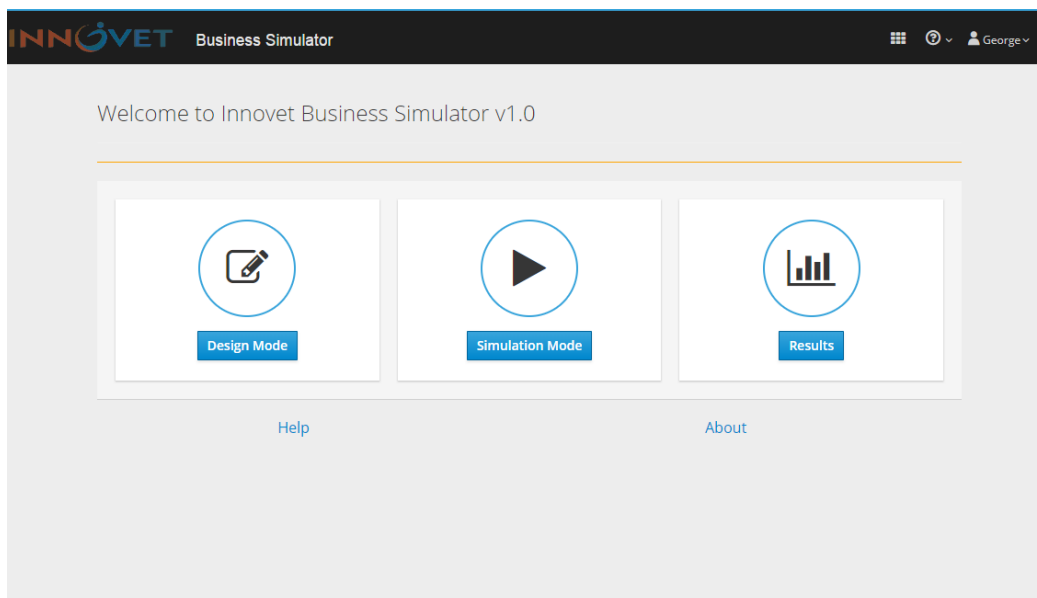 INNOVET Business Simulator George
Welcome to Innovet Business Simulator v1.0
Design Mode Simulation Mode Results
Help About